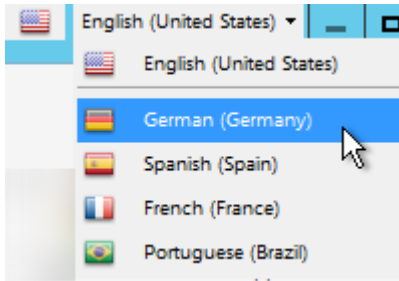 English (United States)
English (United States)
German (Germany)
Spanish (Spain)
French (France)
Portuguese (Brazil)